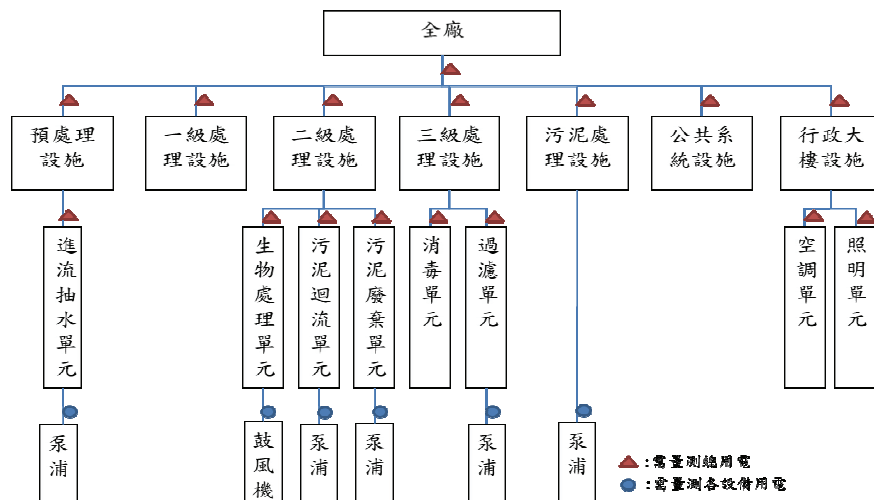 全廠
預處理
設施
一級處
理設施
二級處
理設施
三級處
理設施
污泥處
理設施
公共系
統設施
行政大
樓設施
進流抽水單元
生物處理單元
污泥迴流單元
污泥廢棄單元
消毒單元
過濾單元
空調單元
照明單元
泵浦
鼓風機
泵浦
泵浦
泵浦
泵浦
:需量測總用電
:需量測各設備用電